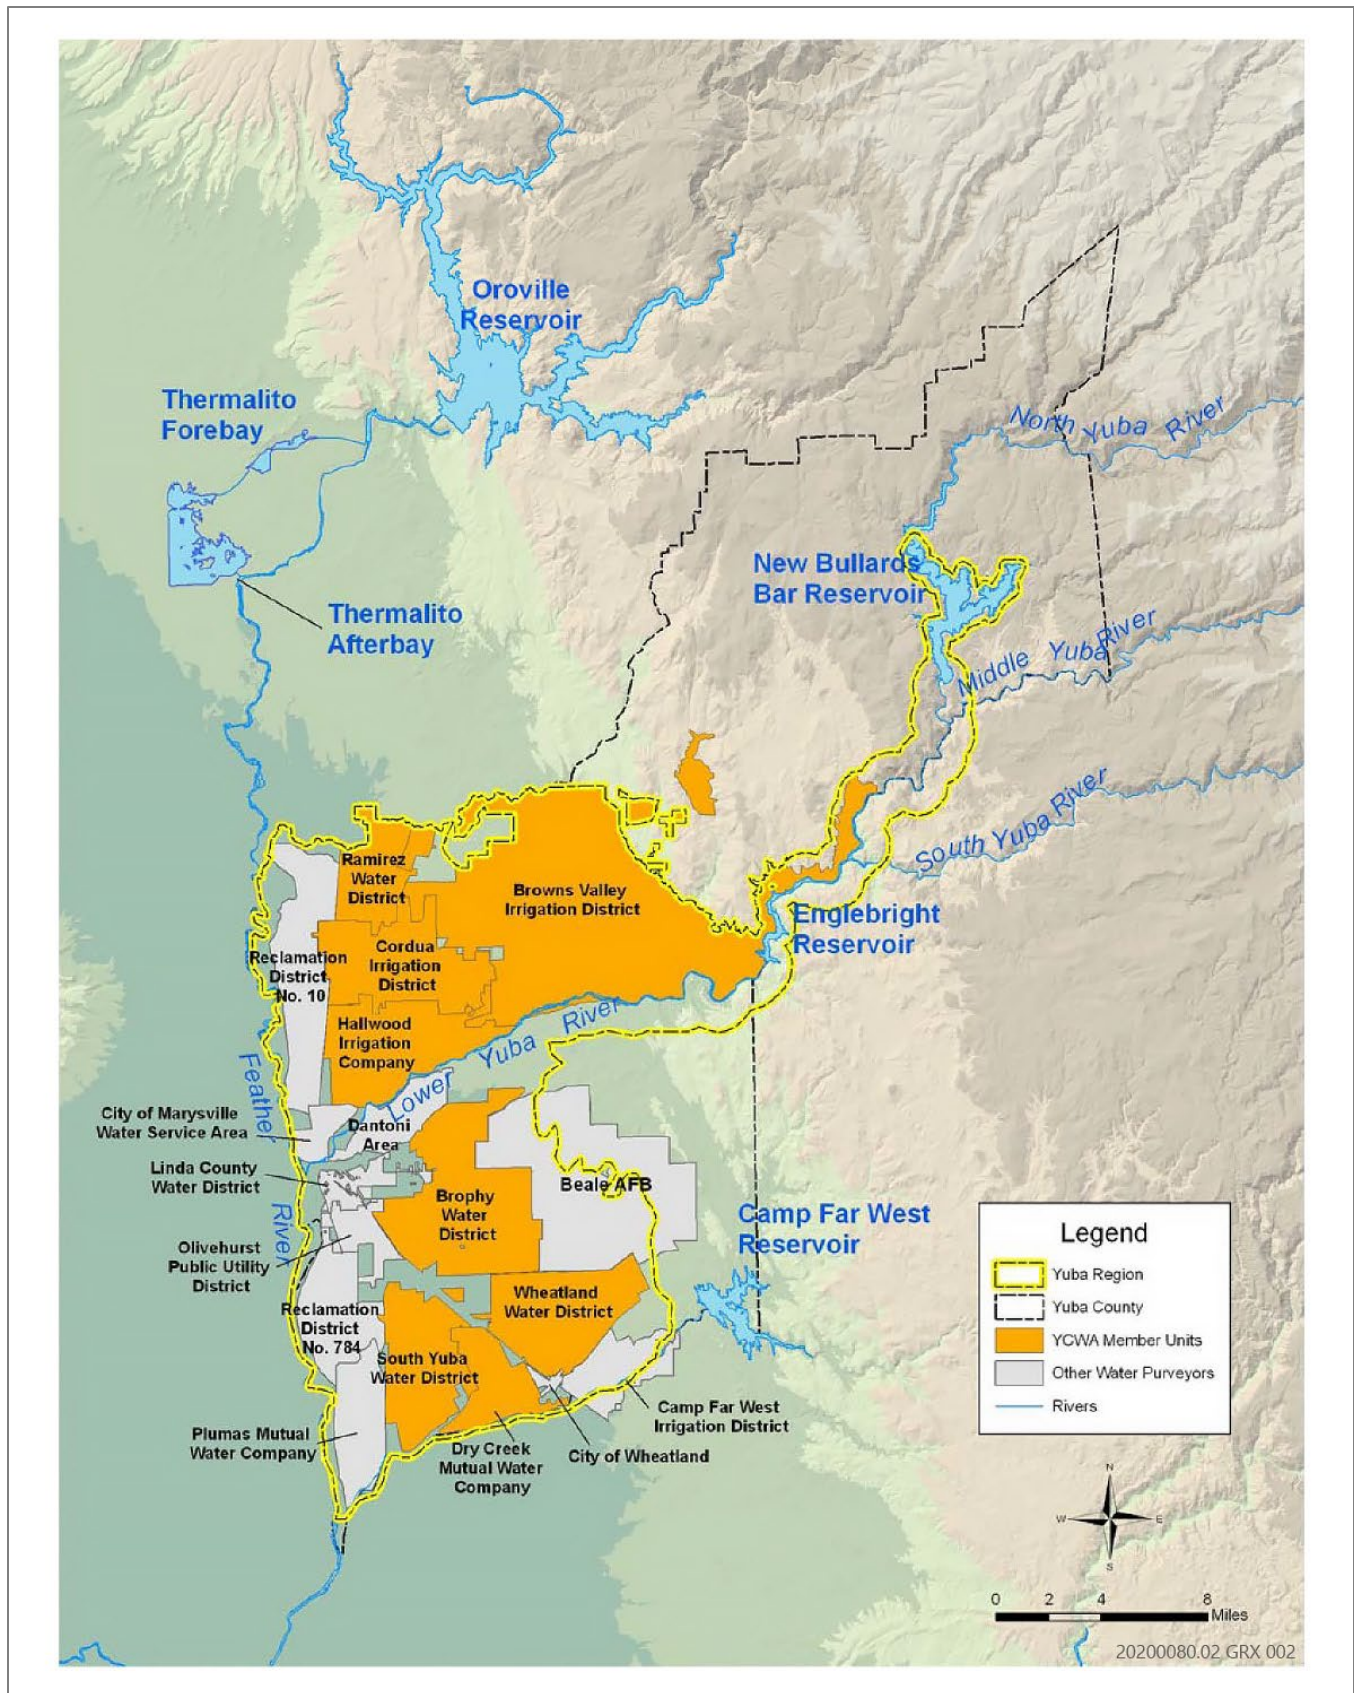 Oroville
Reservoir
Thermalito
Forebay
North Yuba River
New Bullards
Bar Reservoir
Thermalito
Afterbay
Middle Yuba River
South Yuba River
Ramirez
Water
District
Browns Valley
Irrigation District
Englebright
Reservoir
Cordua
Irrigation
District
Reclamation
District
No. 10
Hallwood
Irrigation
Company
Lower Yuba River
Feather River
City of Marysville
Water Service Area
Dantoni
Area
Linda County
Water District
Beale AFB
Brophy
Water
District
Camp Far West
Reservoir
Olivehurst
Public Utility
District
Wheatland
Water District
Reclamation
District
No. 784
South Yuba
Water District
Camp Far West
Irrigation District
Plumas Mutual
Water Company
Dry Creek
Mutual Water
Company
City of Wheatland
Legend
Yuba Region
Yuba County
YCWA Member Units
Other Water Purveyors
Rivers
N
W E
S
0 2 4 8
Miles
20200080.02 GRX 002